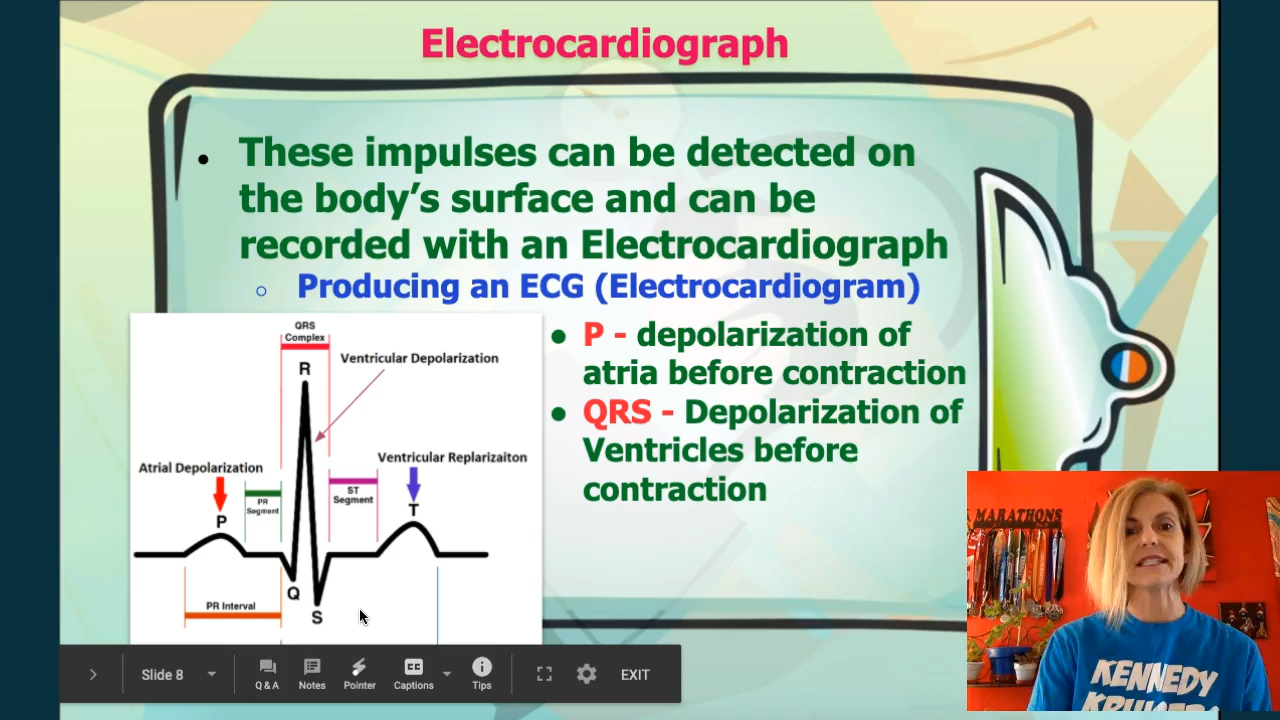 Electrocardiograph
These impulses can be detected on
the body's surface and can be
recorded with an Electrocardiograph
Producing an ECG (Electrocardiogram)
P - depolarization of
atria before contraction
QRS - Depolarization of
Ventricles before
contraction
QRS
Complex
R
Ventricular Depolarization
Ventricular Replarizaiton
Atrial Depolarization
PR
Segment
ST
Segment
T
P
Q
PR Interval
S
MARATHONS
KENNEDY
Slide 8
Q & A
Notes
Pointer
CC
Captions
Tips
EXIT